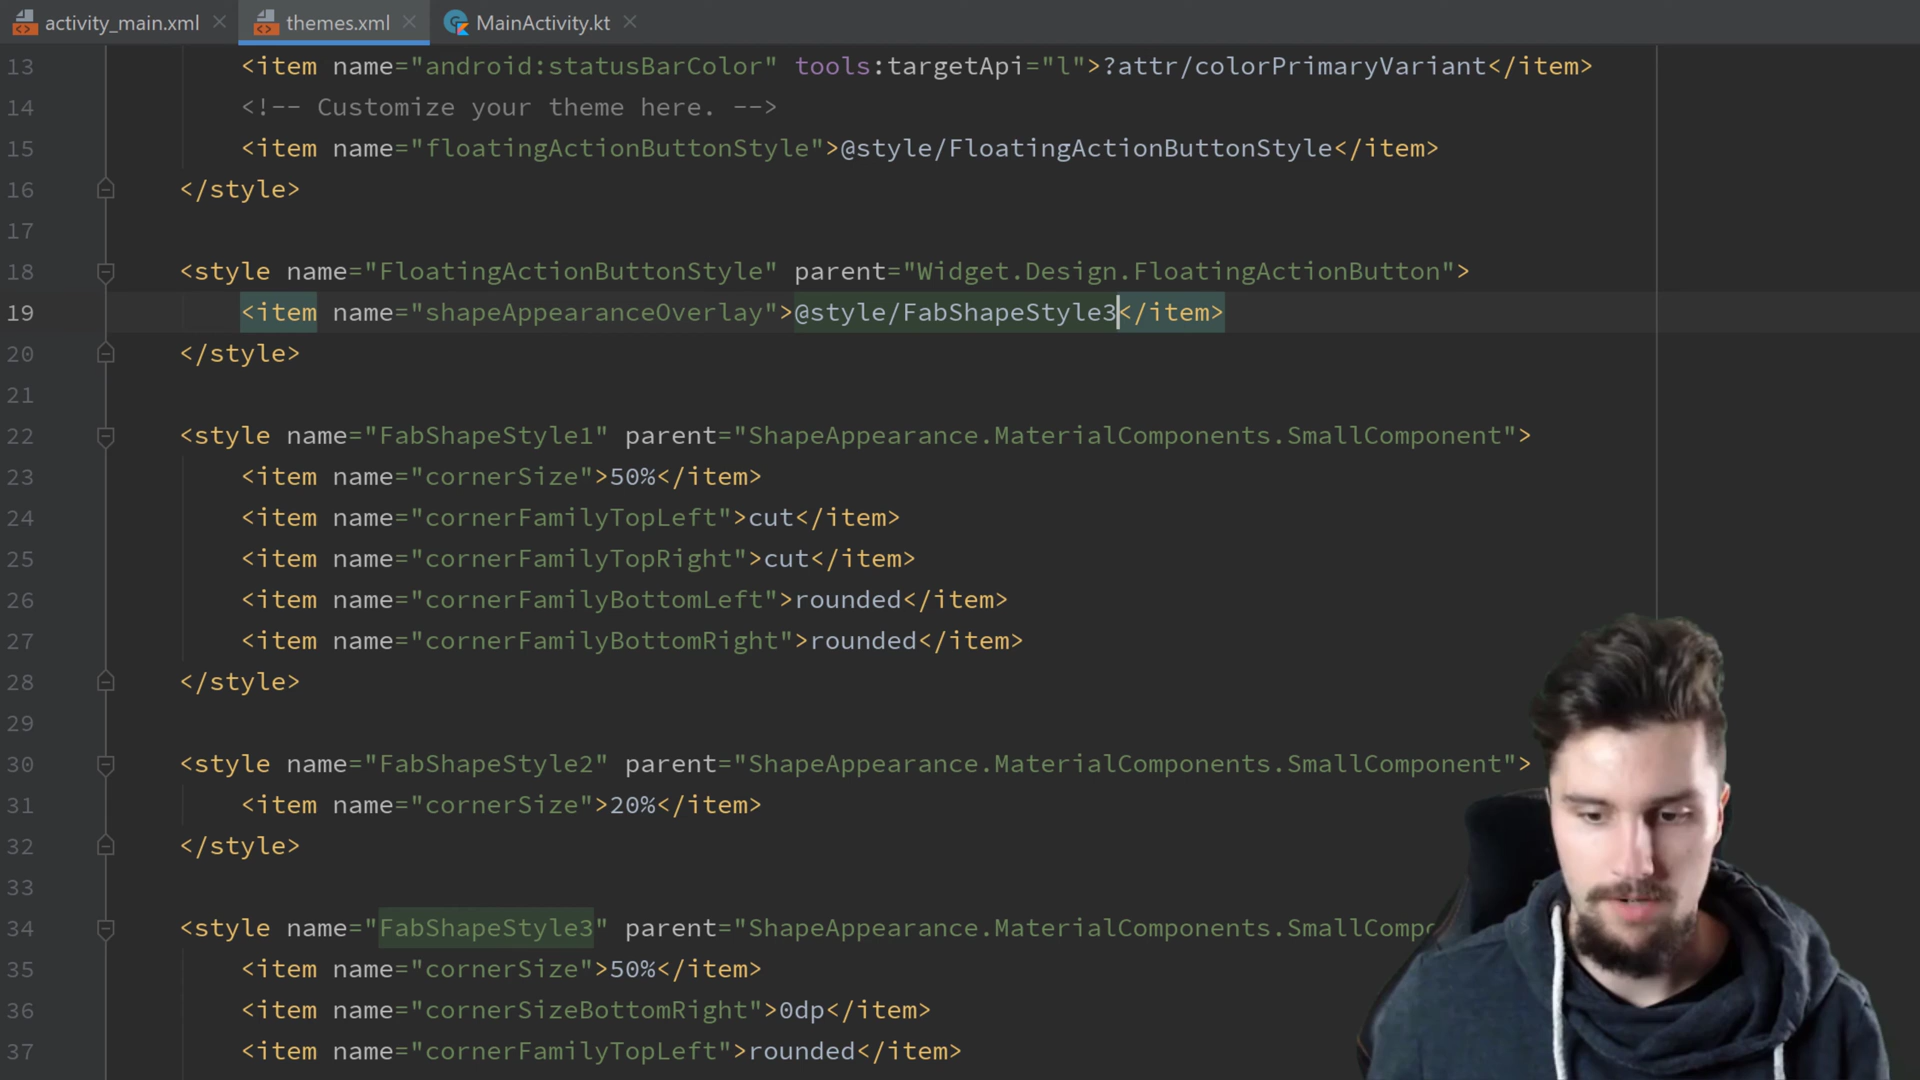 activity_main.xml
themes.xml
MainActivity.kt
13 <item name="android:statusBarColor" tools:targetApi="l">?attr/colorPrimaryVariant</item>
14 <!-- Customize your theme here. -->
15 <item name="floatingActionButtonStyle">@style/FloatingActionButtonStyle</item>
16 </style>
17
18 <style name="FloatingActionButtonStyle" parent="Widget.Design.FloatingActionButton">
19 <item name="shapeAppearanceOverlay">@style/FabShapeStyle3</item>
20 </style>
21
22 <style name="FabShapeStyle1" parent="ShapeAppearance.MaterialComponents.SmallComponent">
23 <item name="cornerSize">50%</item>
24 <item name="cornerFamilyTopLeft">cut</item>
25 <item name="cornerFamilyTopRight">cut</item>
26 <item name="cornerFamilyBottomLeft">rounded</item>
27 <item name="cornerFamilyBottomRight">rounded</item>
28 </style>
29
30 <style name="FabShapeStyle2" parent="ShapeAppearance.MaterialComponents.SmallComponent">
31 <item name="cornerSize">20%</item>
32 </style>
33
34 <style name="FabShapeStyle3" parent="ShapeAppearance.MaterialComponents.SmallComp
35 <item name="cornerSize">50%</item>
36 <item name="cornerSizeBottomRight">0dp</item>
37 <item name="cornerFamilyTopLeft">rounded</item>